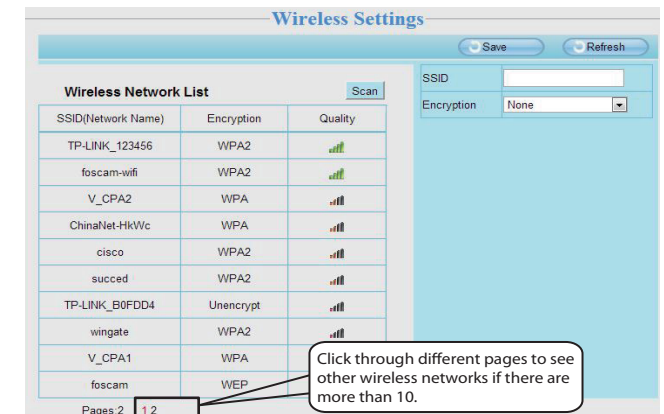 Wireless Settings
Save Refresh
Wireless Network List Scan
SSID(Network Name) Encryption Quality
TP-LINK_123456 WPA2
foscam-wifi WPA2
V_CPA2 WPA
ChinaNet-HkWc WPA
cisco WPA2
succed WPA2
TP-LINK_B0FDD4 Unencrypt
wingate WPA2
V_CPA1 WPA
foscam WEP
Pages:2 1 2
SSID
Encryption None
Click through different pages to see
other wireless networks if there are
more than 10.